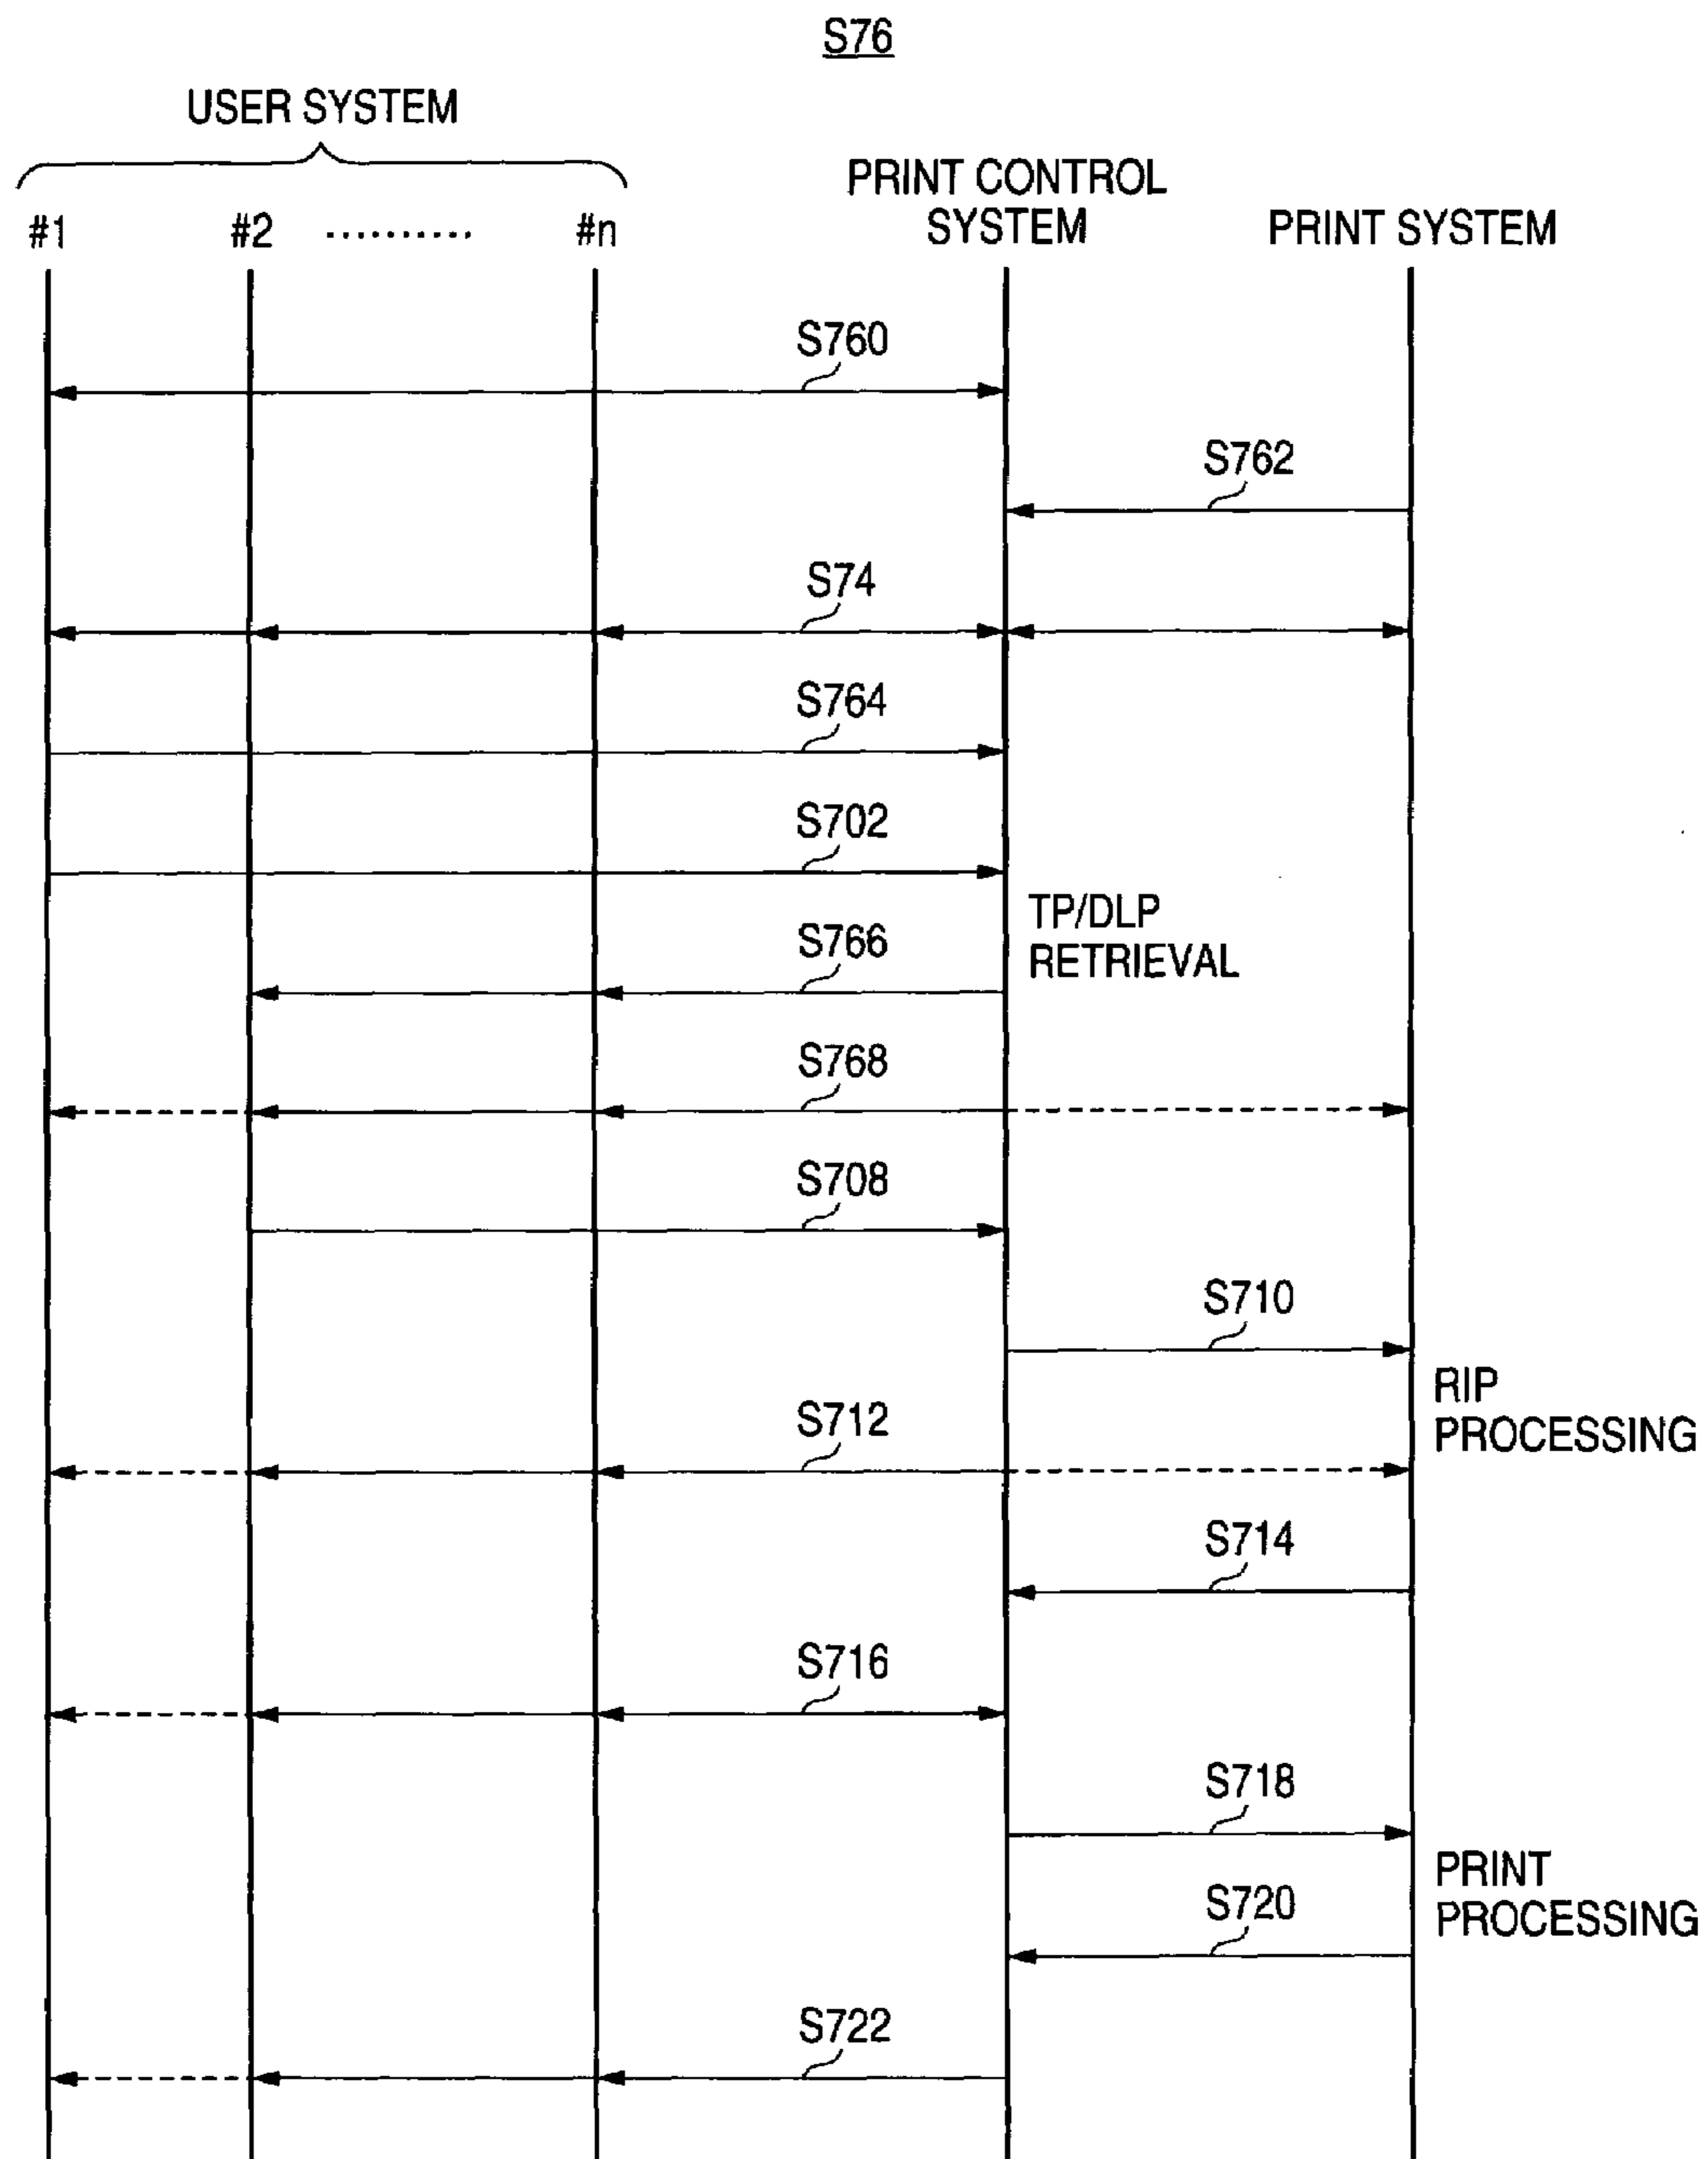 S76
USER SYSTEM
PRINT CONTROL
SYSTEM
PRINT SYSTEM
#1
#2
..........
#n
S760
S762
S74
S764
S702
TP/DLP
RETRIEVAL
S766
S768
S708
S710
RIP
PROCESSING
S712
S714
S716
S718
PRINT
PROCESSING
S720
S722